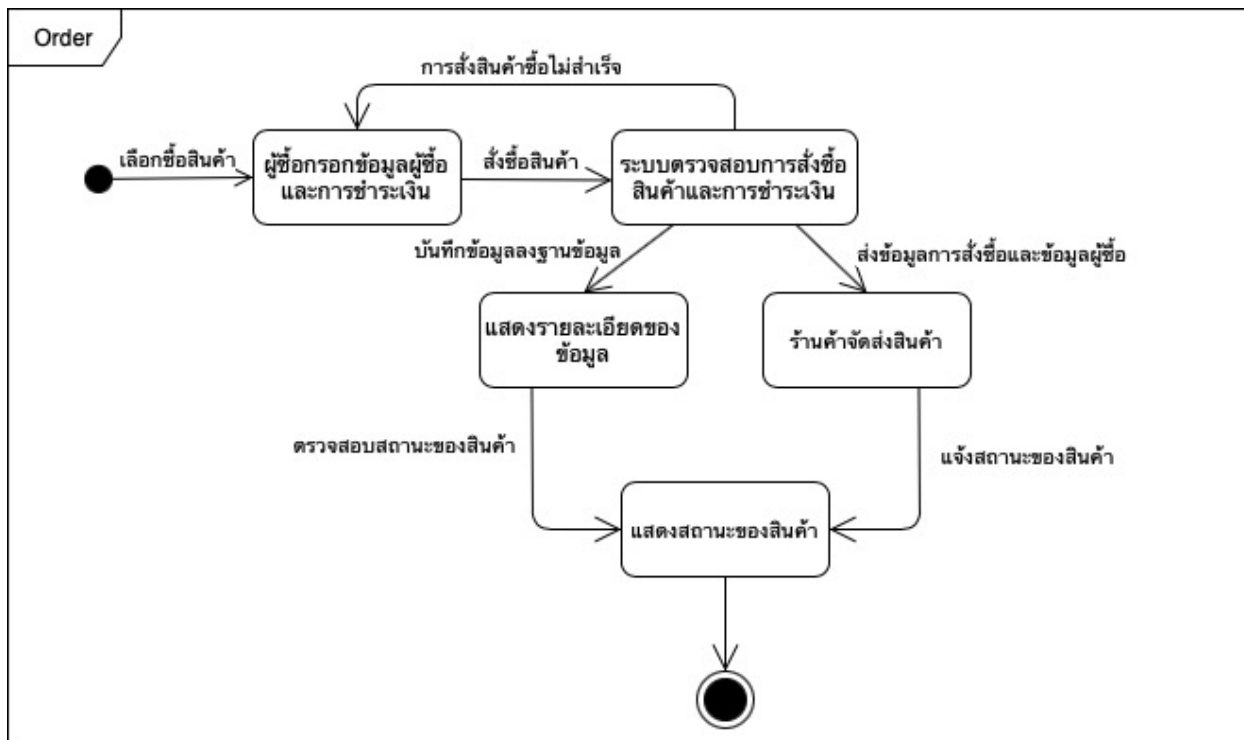 Order
การสั่งสินค้าซื้อไม่สำเร็จ
เลือกซื้อสินค้า
ผู้ซื้อกรอกข้อมูลผู้ซื้อ
และการชำระเงิน
สั่งซื้อสินค้า
ระบบตรวจสอบการสั่งซื้อ
สินค้าและการชำระเงิน
บันทึกข้อมูลลงฐานข้อมูล
ส่งข้อมูลการสั่งซื้อและข้อมูลผู้ซื้อ
แสดงรายละเอียดของ
ข้อมูล
ร้านค้าจัดส่งสินค้า
ตรวจสอบสถานะของสินค้า
แจ้งสถานะของสินค้า
แสดงสถานะของสินค้า